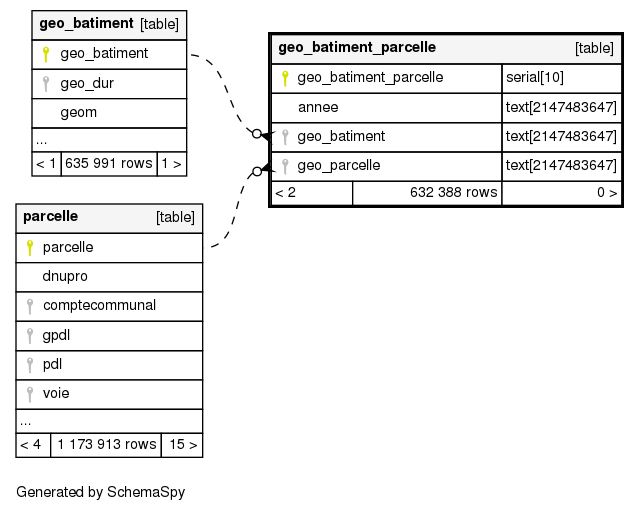 geo_batiment [table]
geo_batiment
geo_dur
geom
...
< 1 635 991 rows 1 >
geo_batiment_parcelle [table]
geo_batiment_parcelle serial[10]
annee text[2147483647]
geo_batiment text[2147483647]
geo_parcelle text[2147483647]
< 2 632 388 rows 0 >
parcelle [table]
parcelle
dnupro
comptecommunal
gpdl
pdl
voie
...
< 4 1 173 913 rows 15 >
Generated by SchemaSpy